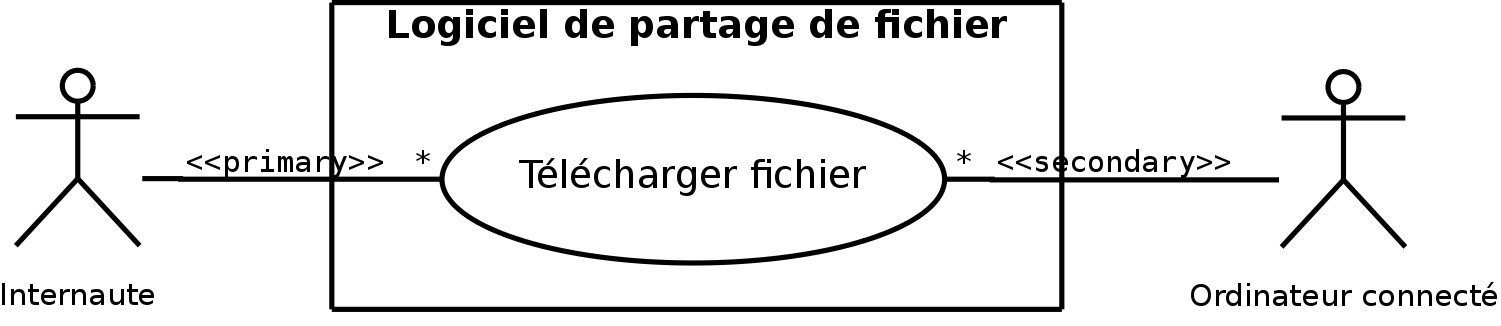 Logiciel de partage de fichier
<<primary>> * Télécharger fichier * <<secondary>>
Internaute
Ordinateur connecté